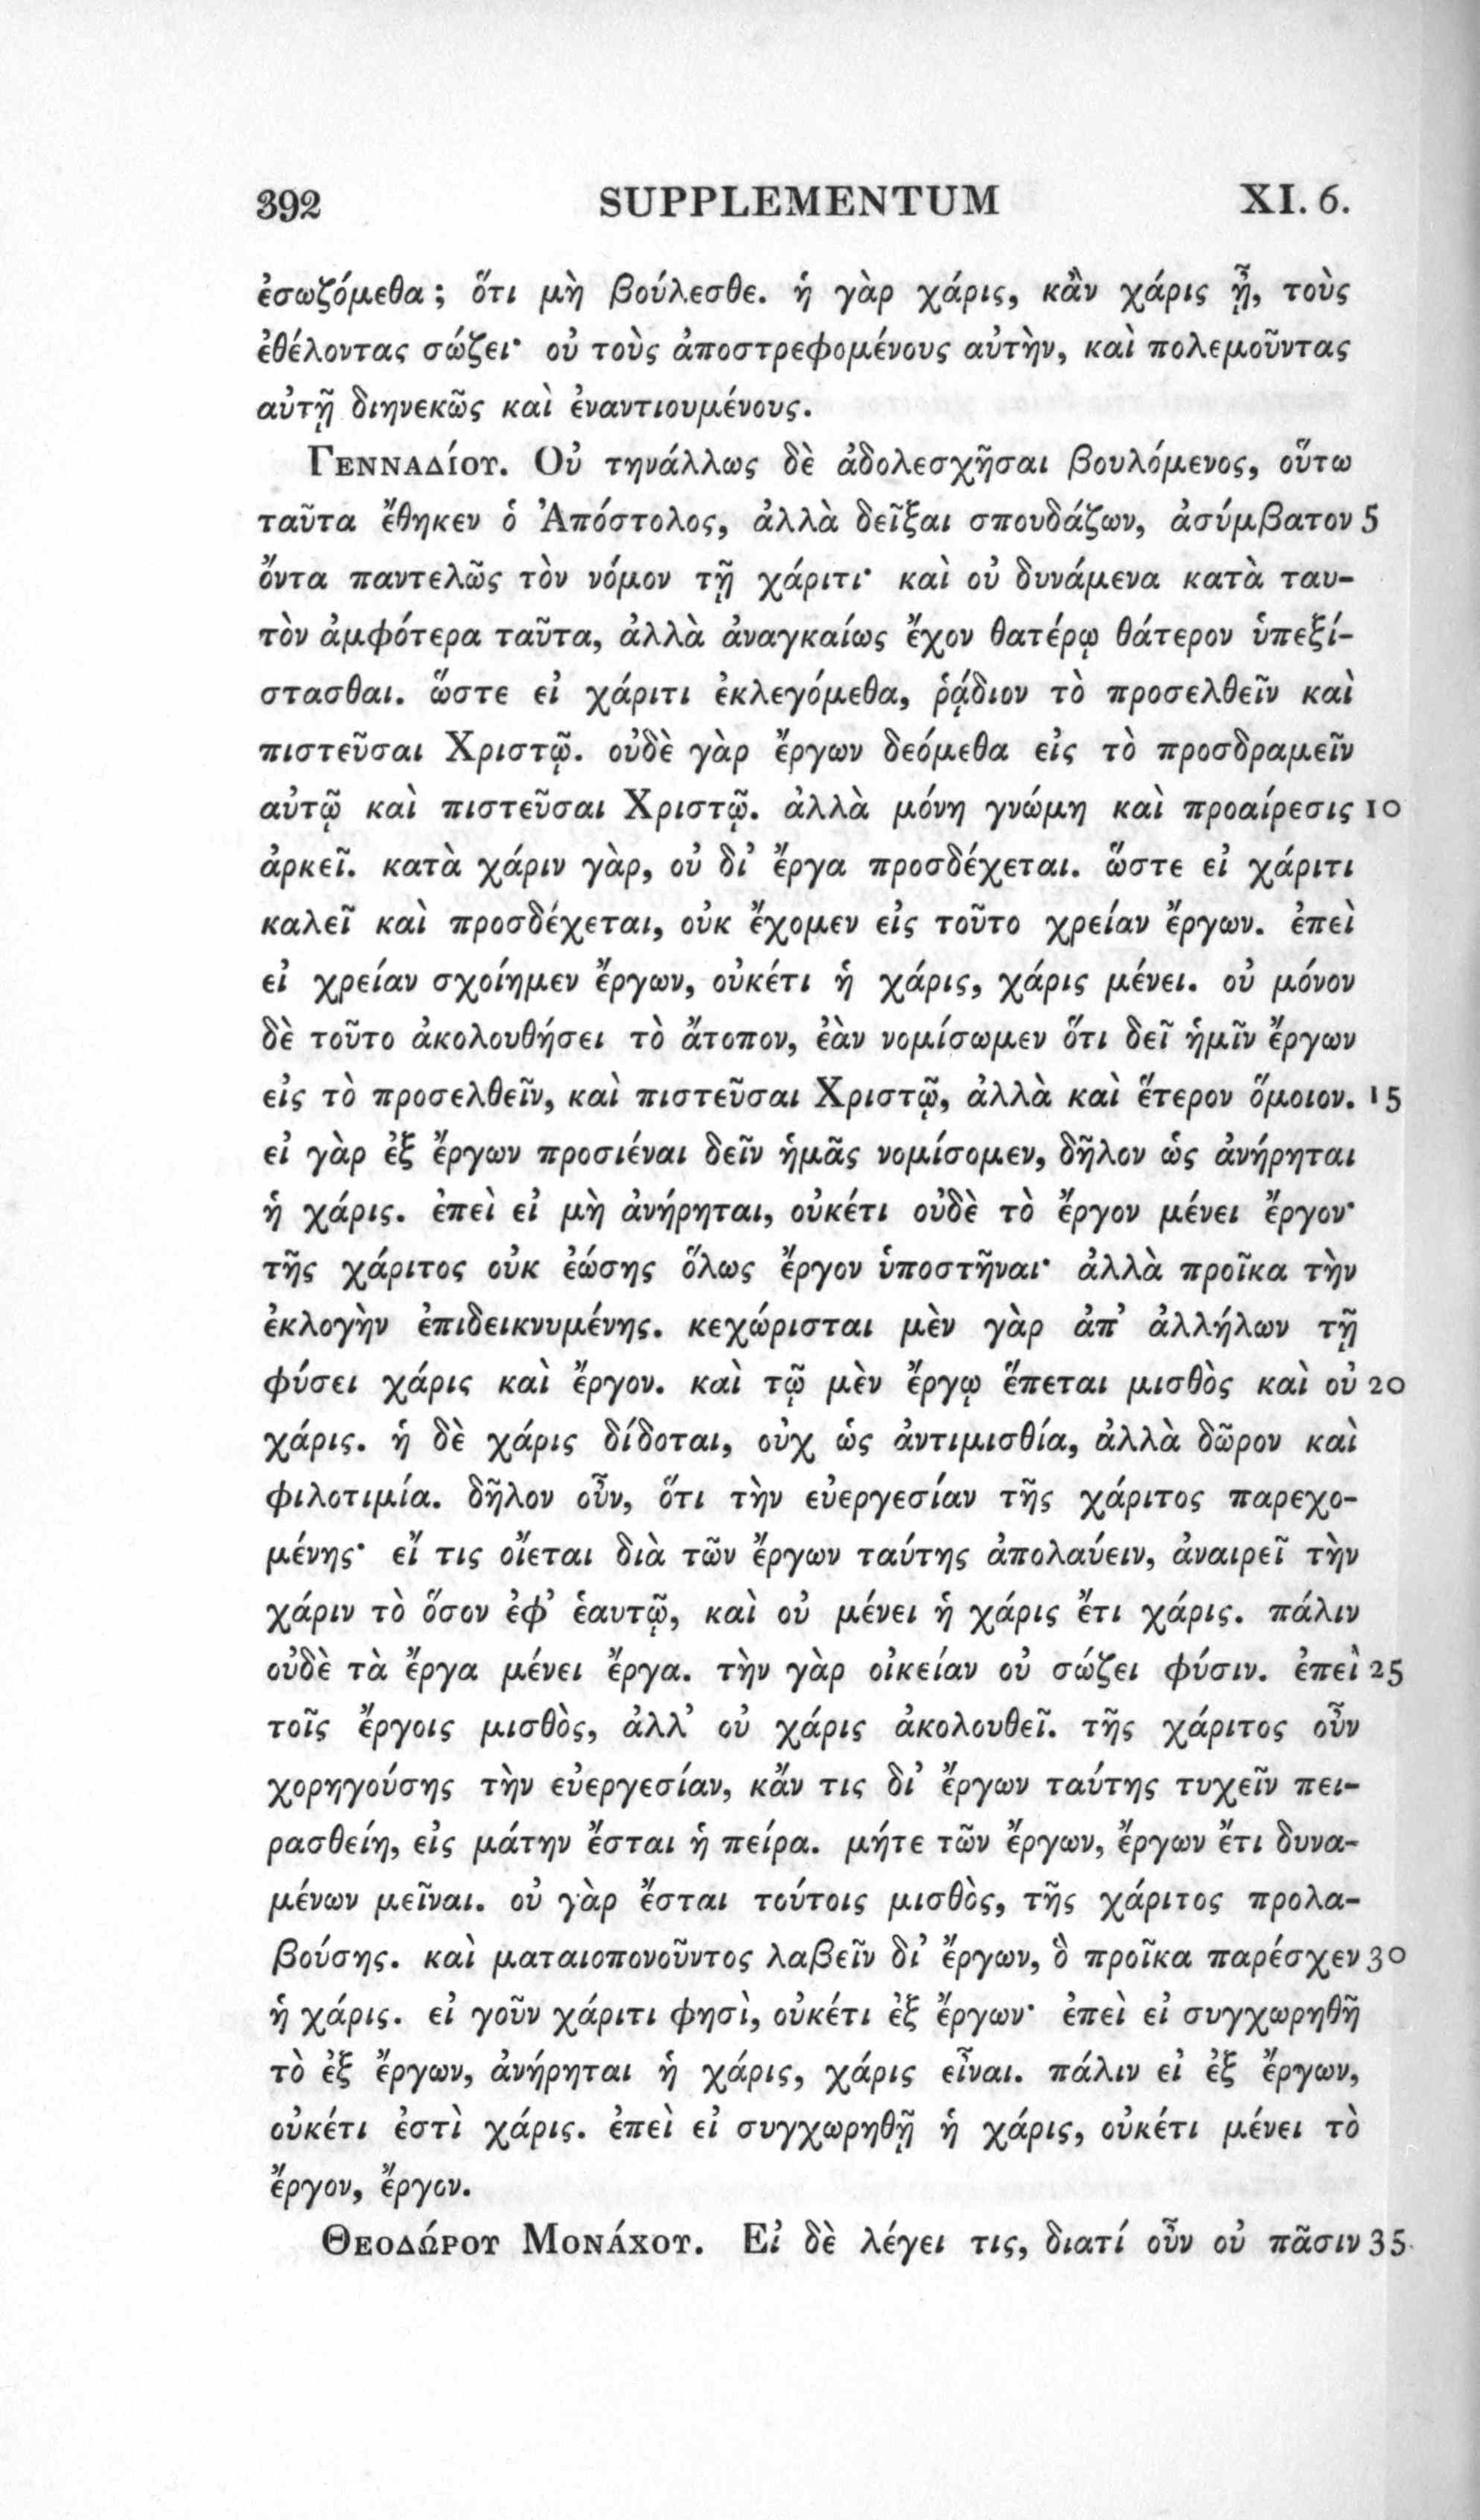 392 SUPPLEMENTUM XI. 6.
ἐσωζόμεθα; ὅτι μὴ βούλεσθε. ἡ γὰρ χάρις, κἂν χάρις ᾖ, τοὺς
ἐθέλοντας σώζει· οὐ τοὺς ἀποστρεφομένους αὐτὴν, καὶ πολεμοῦντας
αὐτῇ διηνεκῶς καὶ ἐναντιουμένους.
Γενναδίου. Οὐ τηνάλλως δὲ ἀδολεσχῆσαι βουλόμενος, οὕτω
ταῦτα ἔθηκεν ὁ Ἀπόστολος, ἀλλὰ δεῖξαι σπουδάζων, ἀσύμβατον 5
ὄντα παντελῶς τὸν νόμον τῇ χάριτι· καὶ οὐ δυνάμενα κατὰ ταυ-
τὸν ἀμφότερα ταῦτα, ἀλλὰ ἀναγκαίως ἔχον θατέρῳ θάτερον ὑπεξί-
στασθαι. ὥστε εἰ χάριτι ἐκλεγόμεθα, ῥᾴδιον τὸ προσελθεῖν καὶ
πιστεῦσαι Χριστῷ. οὐδὲ γὰρ ἔργων δεόμεθα εἰς τὸ προσδραμεῖν
αὐτῷ καὶ πιστεῦσαι Χριστῷ. ἀλλὰ μόνη γνώμη καὶ προαίρεσις 10
ἀρκεῖ. κατὰ χάριν γὰρ, οὐ δι᾽ ἔργα προσδέχεται. ὥστε εἰ χάριτι
καλεῖ καὶ προσδέχεται, οὐκ ἔχομεν εἰς τοῦτο χρείαν ἔργων. ἐπεὶ
εἰ χρείαν σχοίημεν ἔργων, οὐκέτι ἡ χάρις, χάρις μένει. οὐ μόνον
δὲ τοῦτο ἀκολουθήσει τὸ ἄτοπον, ἐὰν νομίσωμεν ὅτι δεῖ ἡμῖν ἔργων
εἰς τὸ προσελθεῖν, καὶ πιστεῦσαι Χριστῷ, ἀλλὰ καὶ ἕτερον ὅμοιον. 15
εἰ γὰρ ἐξ ἔργων προσιέναι δεῖν ἡμᾶς νομίσομεν, δῆλον ὡς ἀνήρηται
ἡ χάρις. ἐπεὶ εἰ μὴ ἀνήρηται, οὐκέτι οὐδὲ τὸ ἔργον μένει ἔργον·
τῆς χάριτος οὐκ ἐώσης ὅλως ἔργον ὑποστῆναι· ἀλλὰ προῖκα τὴν
ἐκλογὴν ἐπιδεικνυμένης. κεχώρισται μὲν γὰρ ἀπ᾽ ἀλλήλων τῇ
φύσει χάρις καὶ ἔργον. καὶ τῷ μὲν ἔργῳ ἕπεται μισθὸς καὶ οὐ 20
χάρις. ἡ δὲ χάρις δίδοται, οὐχ ὡς ἀντιμισθία, ἀλλὰ δῶρον καὶ
φιλοτιμία. δῆλον οὖν, ὅτι τὴν εὐεργεσίαν τῆς χάριτος παρεχο-
μένης· εἴ τις οἴεται διὰ τῶν ἔργων ταύτης ἀπολαύειν, ἀναιρεῖ τὴν
χάριν τὸ ὅσον ἐφ᾽ ἑαυτῷ, καὶ οὐ μένει ἡ χάρις ἔτι χάρις. πάλιν
οὐδὲ τὰ ἔργα μένει ἔργα. τὴν γὰρ οἰκείαν οὐ σώζει φύσιν. ἐπεὶ 25
τοῖς ἔργοις μισθὸς, ἀλλ᾽ οὐ χάρις ἀκολουθεῖ. τῆς χάριτος οὖν
χορηγούσης τὴν εὐεργεσίαν, κἄν τις δι᾽ ἔργων ταύτης τυχεῖν πει-
ρασθείη, εἰς μάτην ἔσται ἡ πείρα. μήτε τῶν ἔργων, ἔργων ἔτι δυνα-
μένων μεῖναι. οὐ γὰρ ἔσται τούτοις μισθὸς, τῆς χάριτος προλα-
βούσης. καὶ ματαιοπονοῦντος λαβεῖν δι᾽ ἔργων, ὃ προῖκα παρέσχεν 30
ἡ χάρις. εἰ γοῦν χάριτι φησὶ, οὐκέτι ἐξ ἔργων· ἐπεὶ εἰ συγχωρηθῇ
τὸ ἐξ ἔργων, ἀνήρηται ἡ χάρις, χάρις εἶναι. πάλιν εἰ ἐξ ἔργων,
οὐκέτι ἐστὶ χάρις. ἐπεὶ εἰ συγχωρηθῇ ἡ χάρις, οὐκέτι μένει τὸ
ἔργον, ἔργον.
Θεοδώρου Μονάχου. Εἰ δὲ λέγει τις, διατί οὖν οὐ πᾶσιν 35